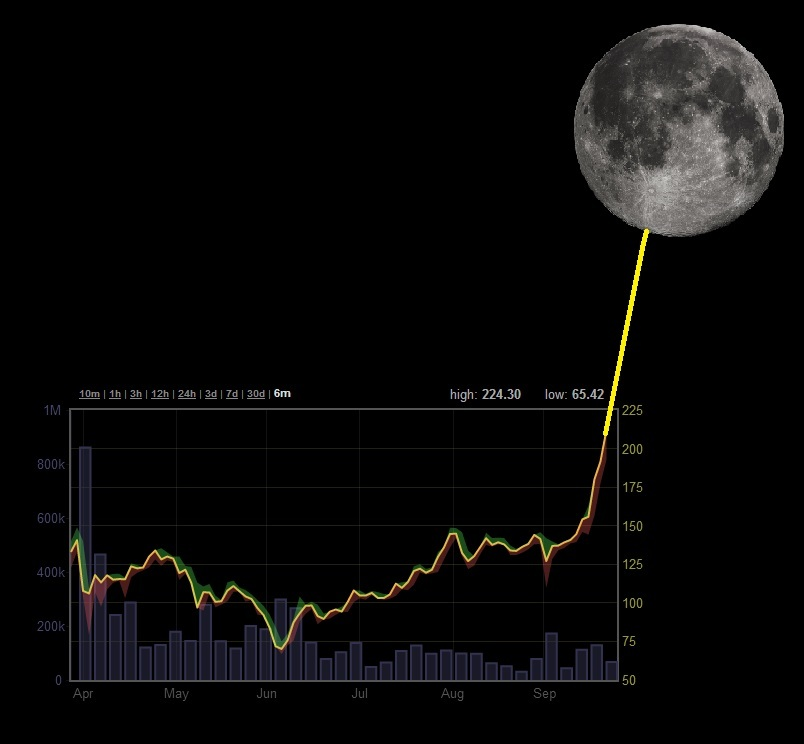 10m | 1h | 3h | 12h | 24h | 3d | 7d | 30d | 6m high: 224.30 low: 65.42
1M 225
200
800k
175
600k
150
400k 125
100
200k
75
0 50
Apr May Jun Jul Aug Sep